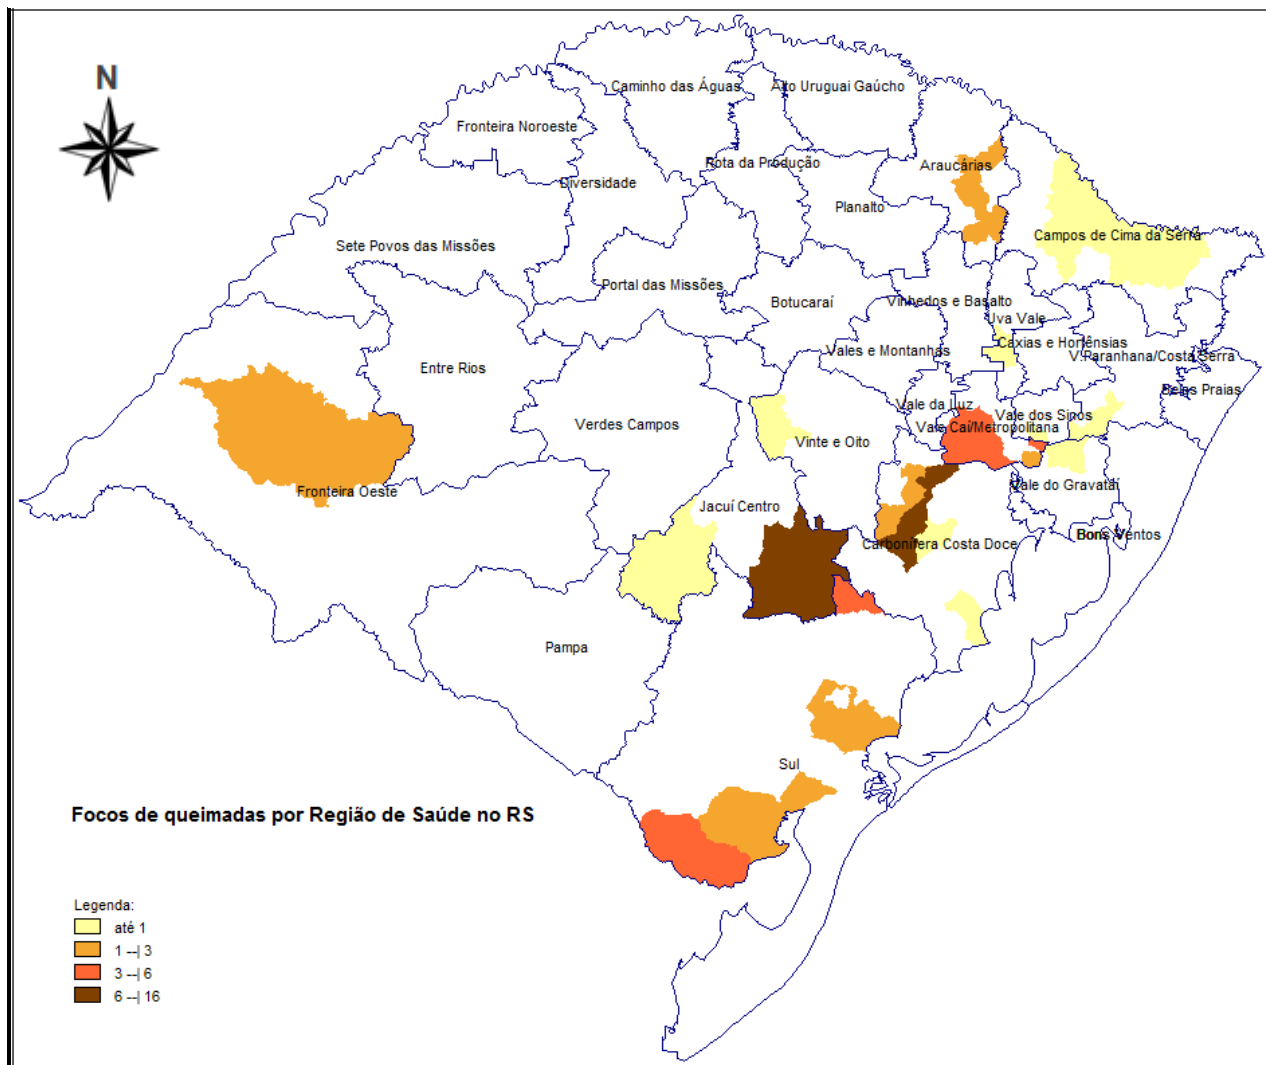 N
Caminho das Águas
Alto Uruguai Gaúcho
Fronteira Noroeste
Rota da Produção
Araucárias
Diversidade
Planalto
Sete Povos das Missões
Campos de Cima da Serra
Portal das Missões
Botucaraí
Vinhedos e Basalto
Uva Vale
Caxias e Hortênsias
Vales e Montanhas
V.Paranhana/Costa Serra
Entre Rios
Belas Praias
Vale da Luz
Vale dos Sinos
Verdes Campos
Vinte e Oito
Vale Caí/Metropolitana
Fronteira Oeste
Vale do Gravataí
Jacuí Centro
Carbonífera Costa Doce
Bons Ventos
Pampa
Sul
Focos de queimadas por Região de Saúde no RS
Legenda:
até 1
1 --| 3
3 --| 6
6 --| 16